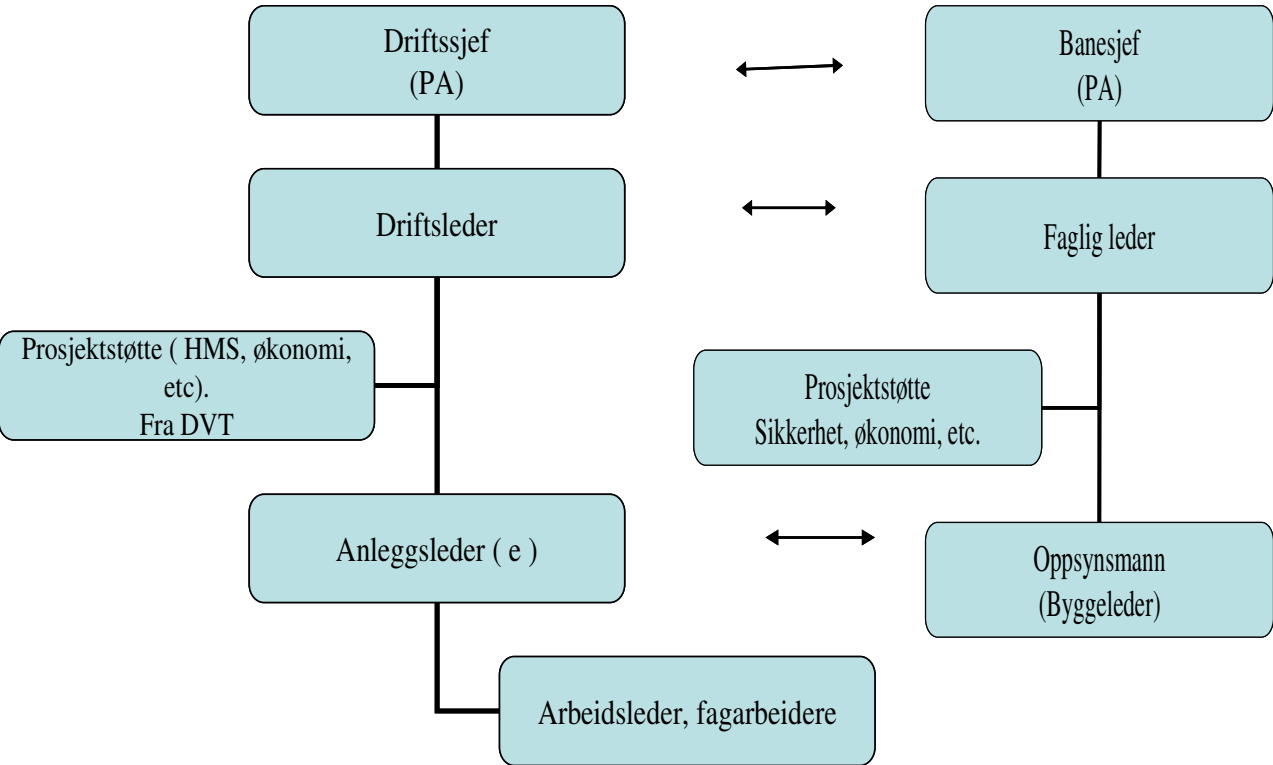 Driftssjef
(PA)
Banesjef
(PA)
Driftsleder
Faglig leder
Prosjektstøtte ( HMS, økonomi,
etc).
Fra DVT
Prosjektstøtte
Sikkerhet, økonomi, etc.
Anleggsleder ( e )
Oppsynsmann
(Byggeleder)
Arbeidsleder, fagarbeidere